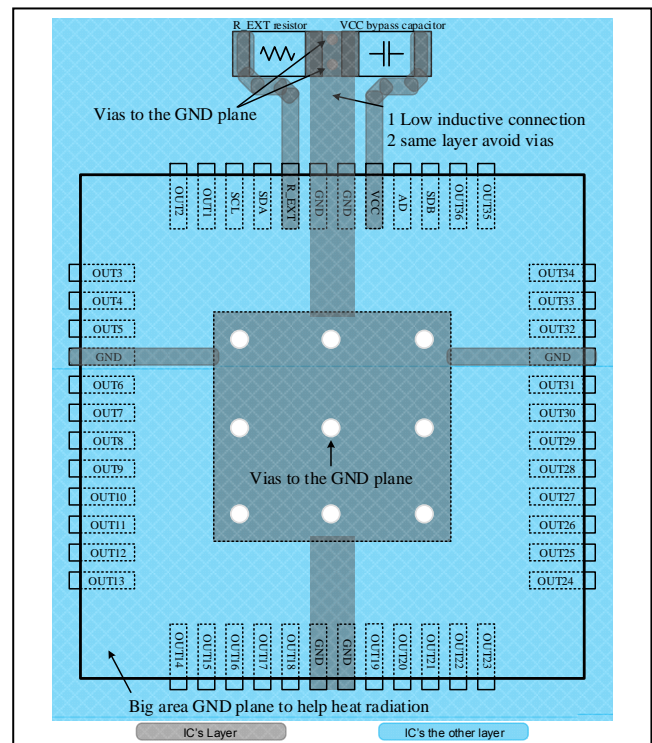 R_EXT resistor
VCC bypass capacitor
Vias to the GND plane
1 Low inductive connection
2 same layer avoid vias
OUT2
OUT1
SCL
SDA
R_EXT
GND
GND
VCC
AD
SDB
OUT36
OUT35
OUT3
OUT4
OUT5
GND
OUT6
OUT7
OUT8
OUT9
OUT10
OUT11
OUT12
OUT13
OUT34
OUT33
OUT32
GND
OUT31
OUT30
OUT29
OUT28
OUT27
OUT26
OUT25
OUT24
Vias to the GND plane
OUT14
OUT15
OUT16
OUT17
OUT18
GND
GND
OUT19
OUT20
OUT21
OUT22
OUT23
Big area GND plane to help heat radiation
IC's Layer
IC's the other layer